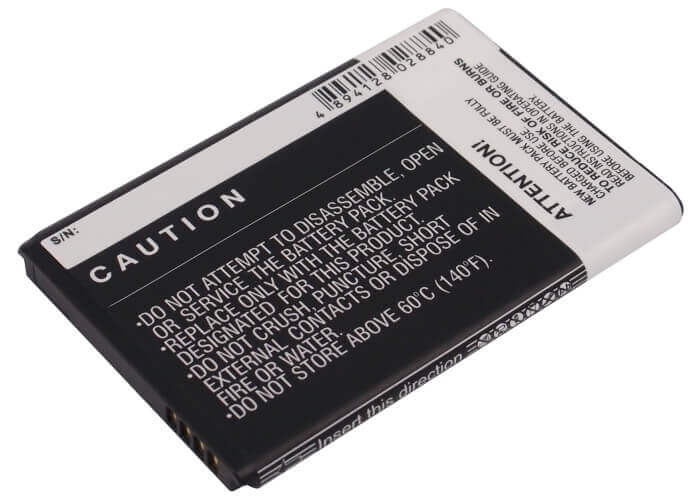 4 894128 028840
S/N:
CAUTION
•DO NOT ATTEMPT TO DISASSEMBLE, OPEN
OR SERVICE THE BATTERY PACK.
•REPLACE ONLY WITH THE BATTERY PACK
DESIGNATED FOR THIS PRODUCT.
•DO NOT CRUSH, PUNCTURE, SHORT OF IN
EXTERNAL CONTACTS OR DISPOSE OF IN
FIRE OR WATER.
•DO NOT STORE ABOVE 60°C (140°F).
ATTENTION!
NEW BATTERY PACK MUST BE FULLY
CHARGED BEFORE USE.
TO REDUCE RISK OF FIRE OR BURNS
READ INSTRUCTIONS IN OPERATING GUIDE
BEFORE USING THE BATTERY.
Insert this direction